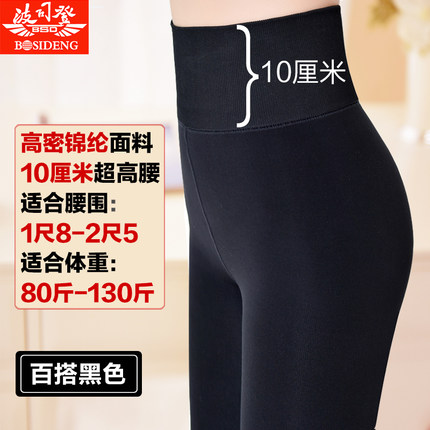 波司登
BSD
BOSIDENG
10厘米
高密锦纶面料
10厘米超高腰
适合腰围:
1尺8-2尺5
适合体重:
80斤-130斤
百搭黑色